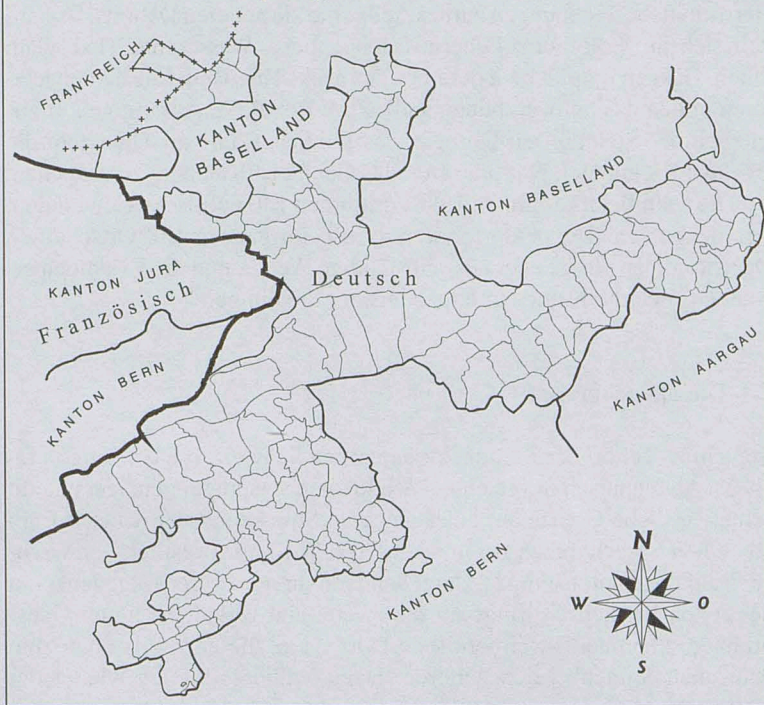 FRANKREICH
KANTON
BASELLAND
KANTON BASELLAND
KANTON JURA
Französisch
Deutsch
KANTON BERN
KANTON AARGAU
KANTON BERN
N
W
O
S